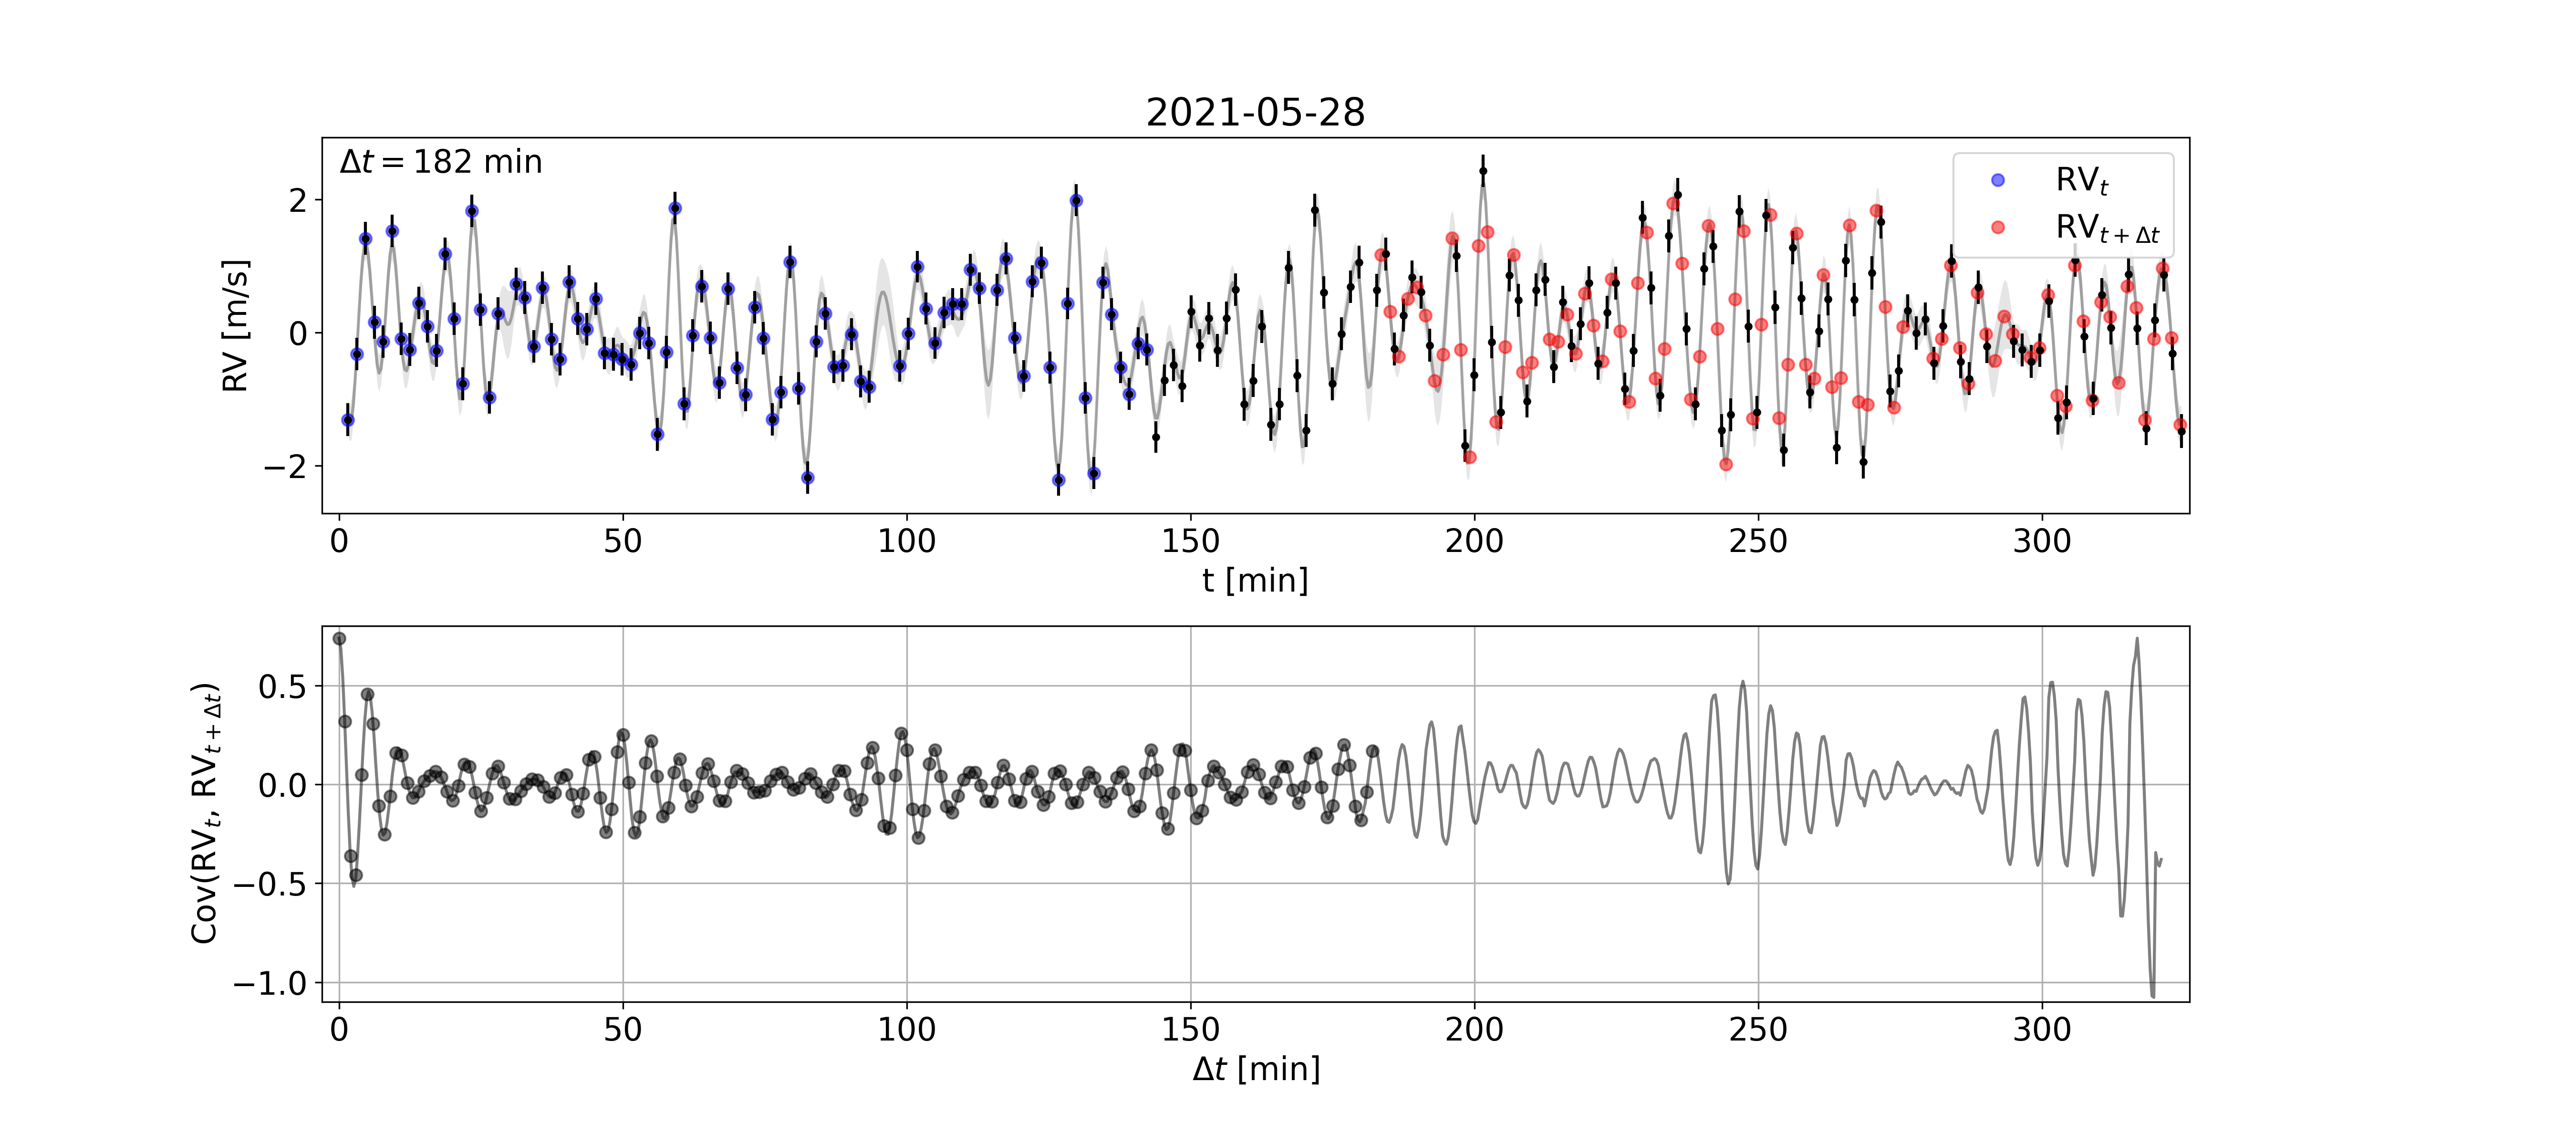 2021-05-28
Δt = 182 min
RV_t
RV_{t+Δt}
2
0
−2
RV [m/s]
0 50 100 150 200 250 300
t [min]
0.5
0.0
−0.5
−1.0
Cov(RV_t, RV_{t+Δt})
0 50 100 150 200 250 300
Δt [min]